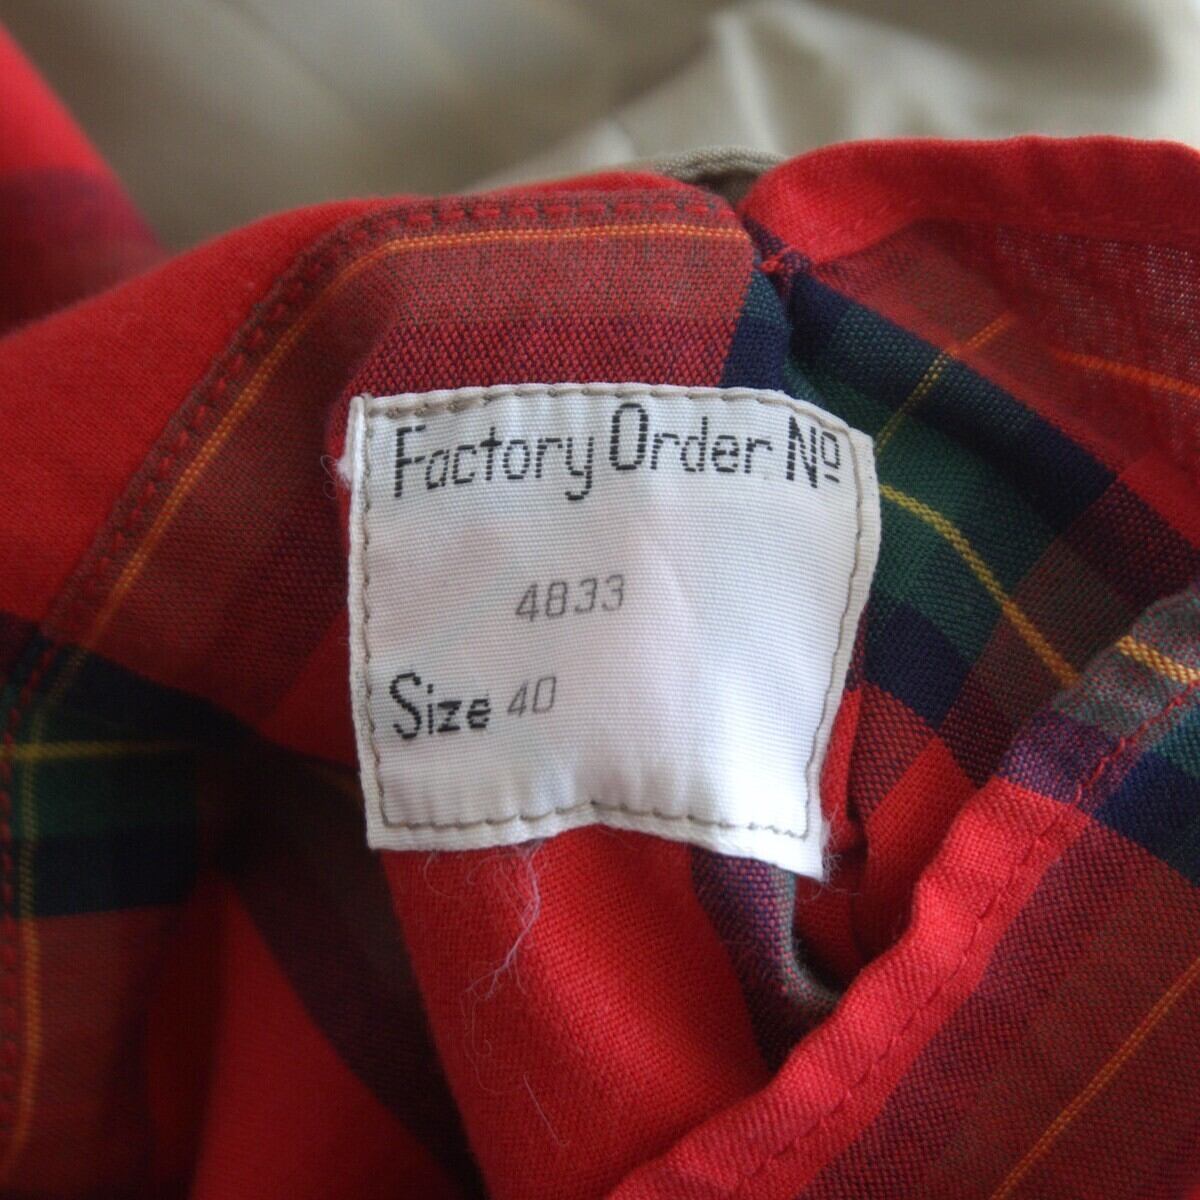 Factory Order Nº
4833
Size 40